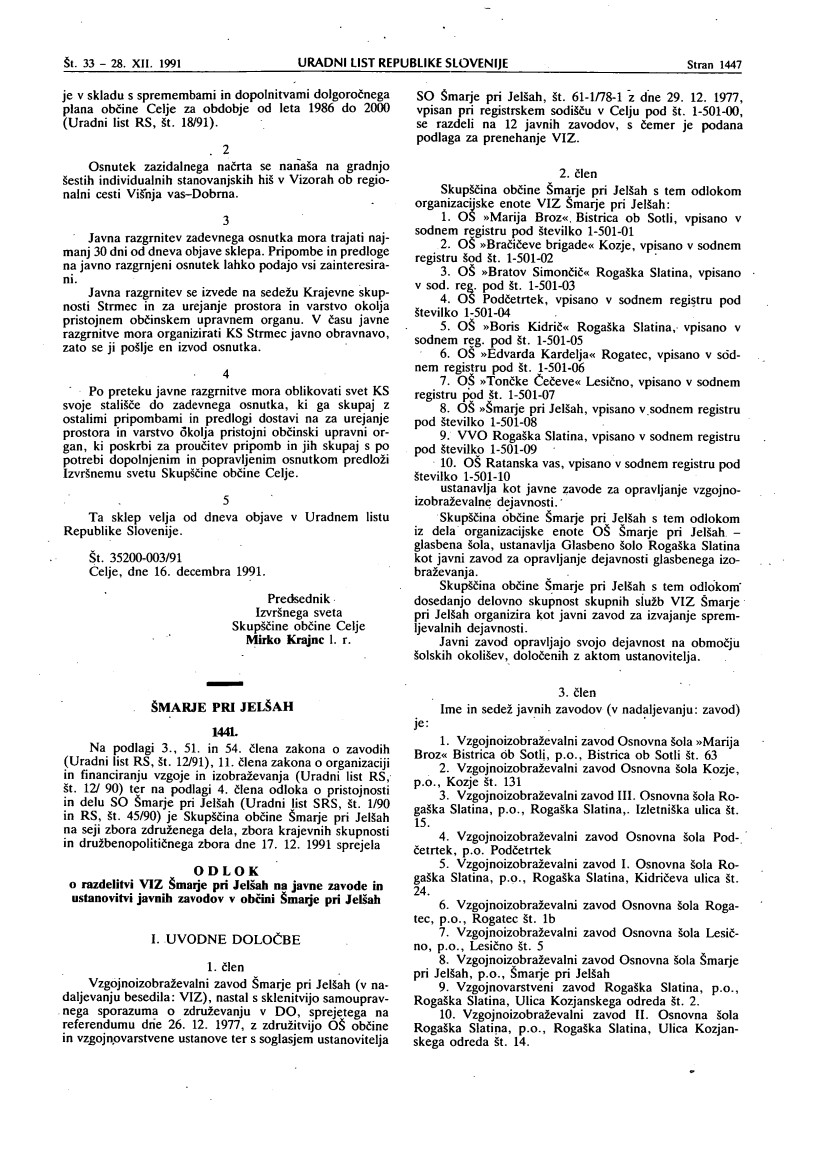 Št. 33 – 28. XII. 1991 URADNI LIST REPUBLIKE SLOVENIJE Stran 1447
je v skladu s spremembami in dopolnitvami dolgoročnega
plana občine Celje za obdobje od leta 1986 do 2000
(Uradni list RS, št. 18/91).
2
Osnutek zazidalnega načrta se nanaša na gradnjo
šestih individualnih stanovanjskih hiš v Vizorah ob regio-
nalni cesti Višnja vas–Dobrna.
3
Javna razgrnitev zadevnega osnutka mora trajati naj-
manj 30 dni od dneva objave sklepa. Pripombe in predloge
na javno razgrnjeni osnutek lahko podajo vsi zainteresira-
ni.
Javna razgrnitev se izvede na sedežu Krajevne skup-
nosti Strmec in za urejanje prostora in varstvo okolja
pristojnem občinskem upravnem organu. V času javne
razgrnitve mora organizirati KS Strmec javno obravnavo,
zato se ji pošlje en izvod osnutka.
4
Po preteku javne razgrnitve mora oblikovati svet KS
svoje stališče do zadevnega osnutka, ki ga skupaj z
ostalimi pripombami in predlogi dostavi na za urejanje
prostora in varstvo okolja pristojni občinski upravni or-
gan, ki poskrbi za proučitev pripomb in jih skupaj s po
potrebi dopolnjenim in popravljenim osnutkom predloži
Izvršnemu svetu Skupščine občine Celje.
5
Ta sklep velja od dneva objave v Uradnem listu
Republike Slovenije.
Št. 35200-003/91
Celje, dne 16. decembra 1991.
Predsednik
Izvršnega sveta
Skupščine občine Celje
Mirko Krajnc l. r.
ŠMARJE PRI JELŠAH
1441.
Na podlagi 3., 51. in 54. člena zakona o zavodih
(Uradni list RS, št. 12/91), 11. člena zakona o organizaciji
in financiranju vzgoje in izobraževanja (Uradni list RS,
št. 12/ 90) ter na podlagi 4. člena odloka o pristojnosti
in delu SO Šmarje pri Jelšah (Uradni list SRS, št. 1/90
in RS, št. 45/90) je Skupščina občine Šmarje pri Jelšah
na seji zbora združenega dela, zbora krajevnih skupnosti
in družbenopolitičnega zbora dne 17. 12. 1991 sprejela
ODLOK
o razdelitvi VIZ Šmarje pri Jelšah na javne zavode in
ustanovitvi javnih zavodov v občini Šmarje pri Jelšah
I. UVODNE DOLOČBE
1. člen
Vzgojnoizobraževalni zavod Šmarje pri Jelšah (v na-
daljevanju besedila: VIZ), nastal s sklenitvijo samouprav-
nega sporazuma o združevanju v DO, sprejetega na
referendumu dne 26. 12. 1977, z združitvijo OŠ občine
in vzgojnovarstvene ustanove ter s soglasjem ustanovitelja
SO Šmarje pri Jelšah, št. 61-1/78-1 z dne 29. 12. 1977,
vpisan pri registrskem sodišču v Celju pod št. 1-501-00,
se razdeli na 12 javnih zavodov, s čemer je podana
podlaga za prenehanje VIZ.
2. člen
Skupščina občine Šmarje pri Jelšah s tem odlokom
organizacijske enote VIZ Šmarje pri Jelšah:
1. OŠ »Marija Broz« Bistrica ob Sotli, vpisano v
sodnem registru pod število 1-501-01
2. OŠ »Bračičeve brigade« Kozje, vpisano v sodnem
registru šod št. 1-501-02
3. OŠ »Bratov Simončič« Rogaška Slatina, vpisano
v sod. reg. pod št. 1-501-03
4. OŠ Podčetrtek, vpisano v sodnem registru pod
številko 1-501-04
5. OŠ »Boris Kidrič« Rogaška Slatina, vpisano v
sodnem reg. pod št. 1-501-05
6. OŠ »Edvarda Kardelja« Rogatec, vpisano v sod-
nem registru pod št. 1-501-06
7. OŠ »Tončke Čečeve« Lesično, vpisano v sodnem
registru pod št. 1-501-07
8. OŠ »Šmarje pri Jelšah, vpisano v sodnem registru
pod številko 1-501-08
9. VVO Rogaška Slatina, vpisano v sodnem registru
pod številko 1-501-09
10. OŠ Ratanska vas, vpisano v sodnem registru pod
številko 1-501-10
ustanavlja kot javne zavode za opravljanje vzgojno-
izobraževalne dejavnosti.
Skupščina občine Šmarje pri Jelšah s tem odlokom
iz dela organizacijske enote OŠ Šmarje pri Jelšah –
glasbena šola, ustanavlja Glasbeno šolo Rogaška Slatina
kot javni zavod za opravljanje dejavnosti glasbenega izo-
braževanja.
Skupščina občine Šmarje pri Jelšah s tem odlokom
dosedanjo delovno skupnost skupnih služb VIZ Šmarje
pri Jelšah organizira kot javni zavod za izvajanje sprem-
ljevalnih dejavnosti.
Javni zavod opravljajo svojo dejavnost na območju
šolskih okolišev, določenih z aktom ustanovitelja.
3. člen
Ime in sedež javnih zavodov (v nadaljevanju: zavod)
je:
1. Vzgojnoizobraževalni zavod Osnovna šola »Marija
Broz« Bistrica ob Sotli, p.o., Bistrica ob Sotli št. 63
2. Vzgojnoizobraževalni zavod Osnovna šola Kozje,
p.o., Kozje št. 131
3. Vzgojnoizobraževalni zavod III. Osnovna šola Ro-
gaška Slatina, p.o., Rogaška Slatina,. Izletniška ulica št.
15.
4. Vzgojnoizobraževalni zavod Osnovna šola Pod-
četrtek, p.o. Podčetrtek
5. Vzgojnoizobraževalni zavod I. Osnovna šola Ro-
gaška Slatina, p.o., Rogaška Slatina, Kidričeva ulica št.
24.
6. Vzgojnoizobraževalni zavod Osnovna šola Roga-
tec, p.o., Rogatec št. 1b
7. Vzgojnoizobraževalni zavod Osnovna šola Lesič-
no, p.o., Lesično št. 5
8. Vzgojnoizobraževalni zavod Osnovna šola Šmarje
pri Jelšah, p.o., Šmarje pri Jelšah
9. Vzgojnovarstveni zavod Rogaška Slatina, p.o.,
Rogaška Slatina, Ulica Kozjanskega odreda št. 2.
10. Vzgojnoizobraževalni zavod II. Osnovna šola
Rogaška Slatina, p.o., Rogaška Slatina, Ulica Kozjan-
skega odreda št. 14.